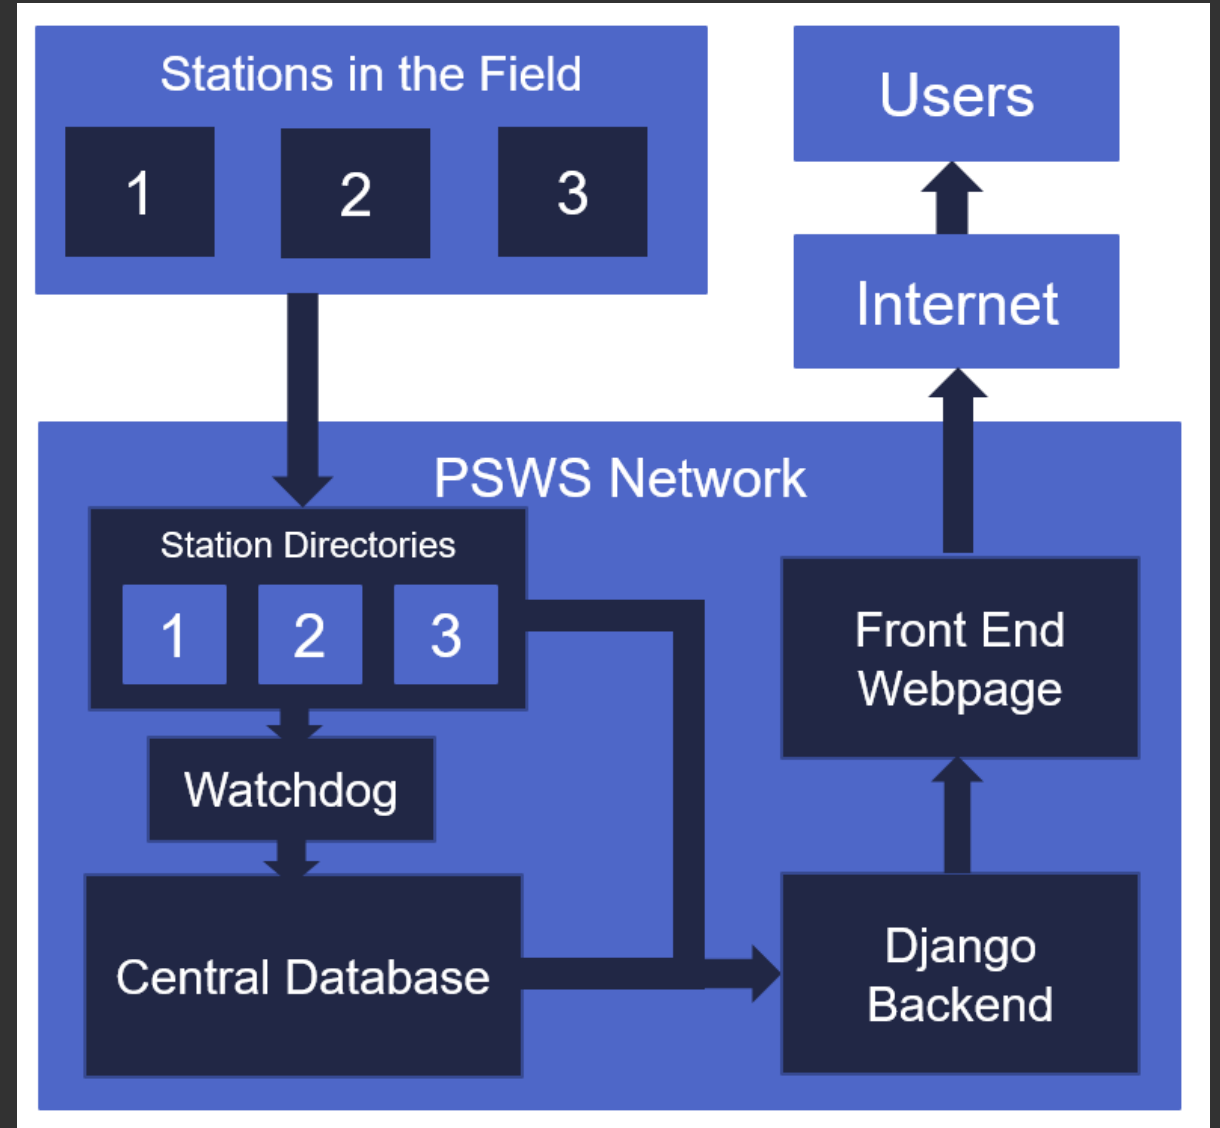 Stations in the Field
1
2
3
Users
Internet
PSWS Network
Station Directories
1
2
3
Watchdog
Central Database
Front End
Webpage
Django
Backend